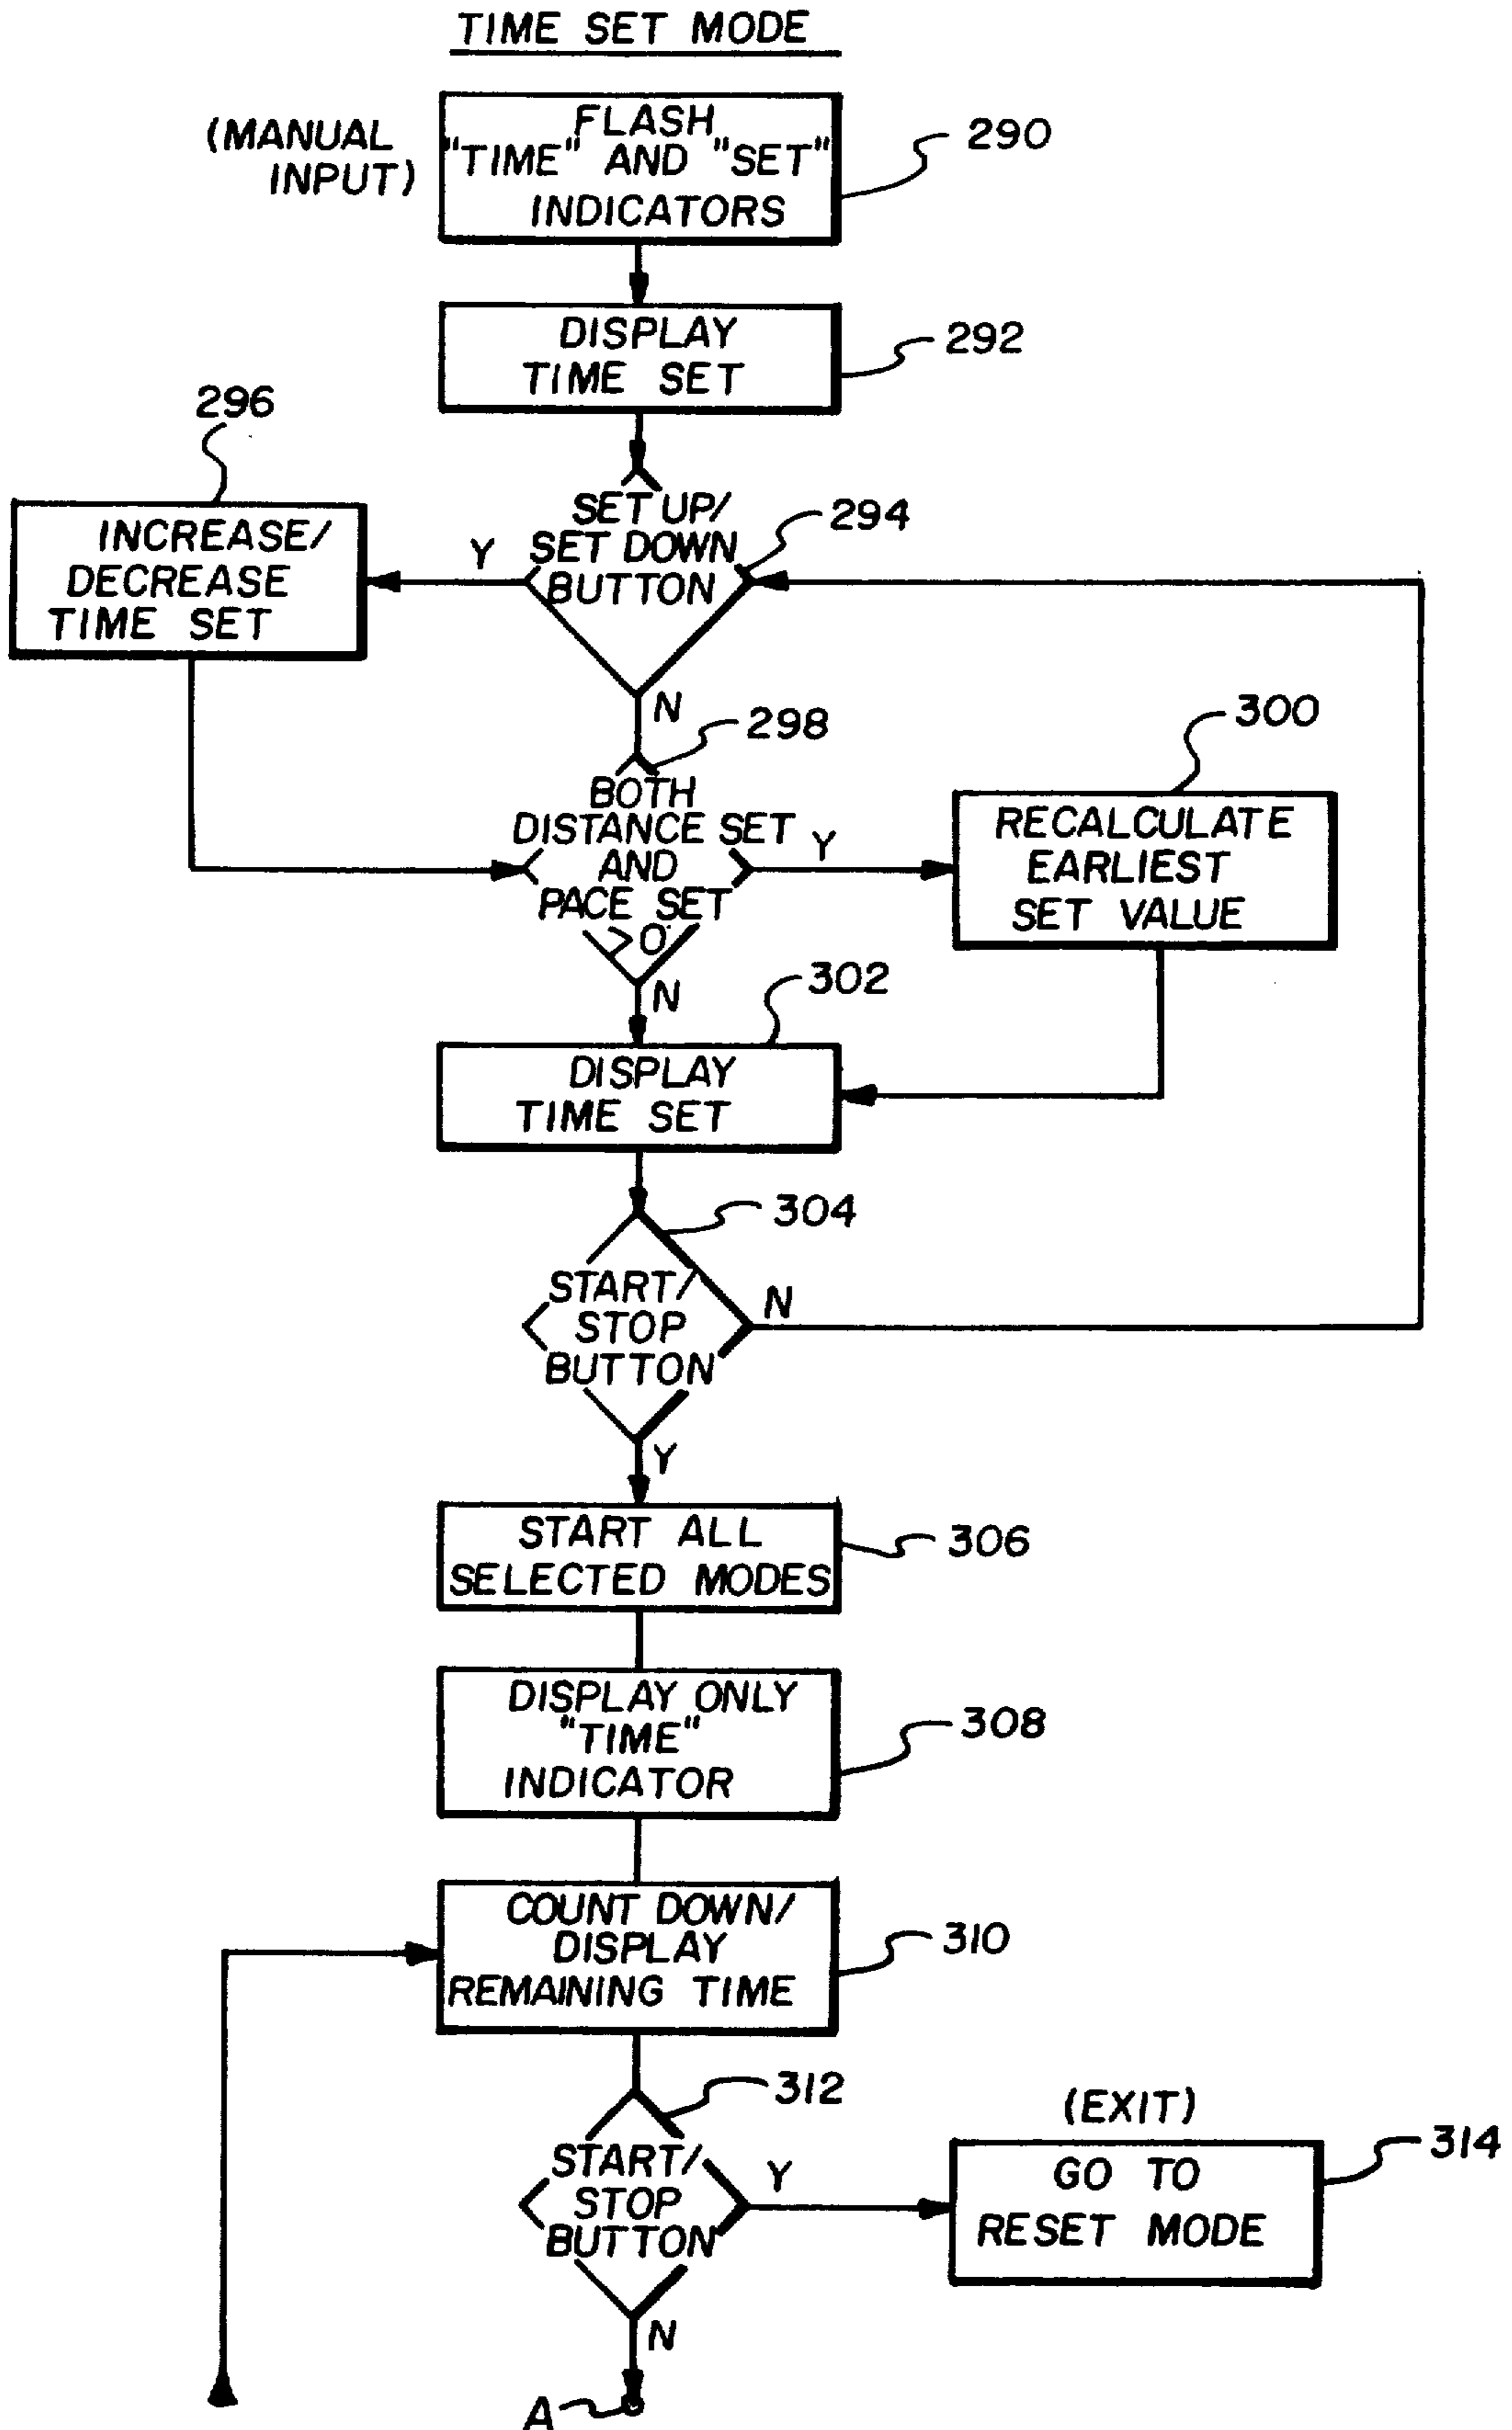 TIME SET MODE
(MANUAL
INPUT)
FLASH
"TIME" AND "SET"
INDICATORS
290
DISPLAY
TIME SET
292
296
INCREASE/
DECREASE
TIME SET
Y
SET UP/
SET DOWN
BUTTON
294
N
298
BOTH
DISTANCE SET
AND
PACE SET
>0
Y
300
RECALCULATE
EARLIEST
SET VALUE
N
302
DISPLAY
TIME SET
304
START/
STOP
BUTTON
N
Y
START ALL
SELECTED MODES
306
DISPLAY ONLY
"TIME"
INDICATOR
308
COUNT DOWN/
DISPLAY
REMAINING TIME
310
312
START/
STOP
BUTTON
Y
(EXIT)
GO TO
RESET MODE
314
N
A